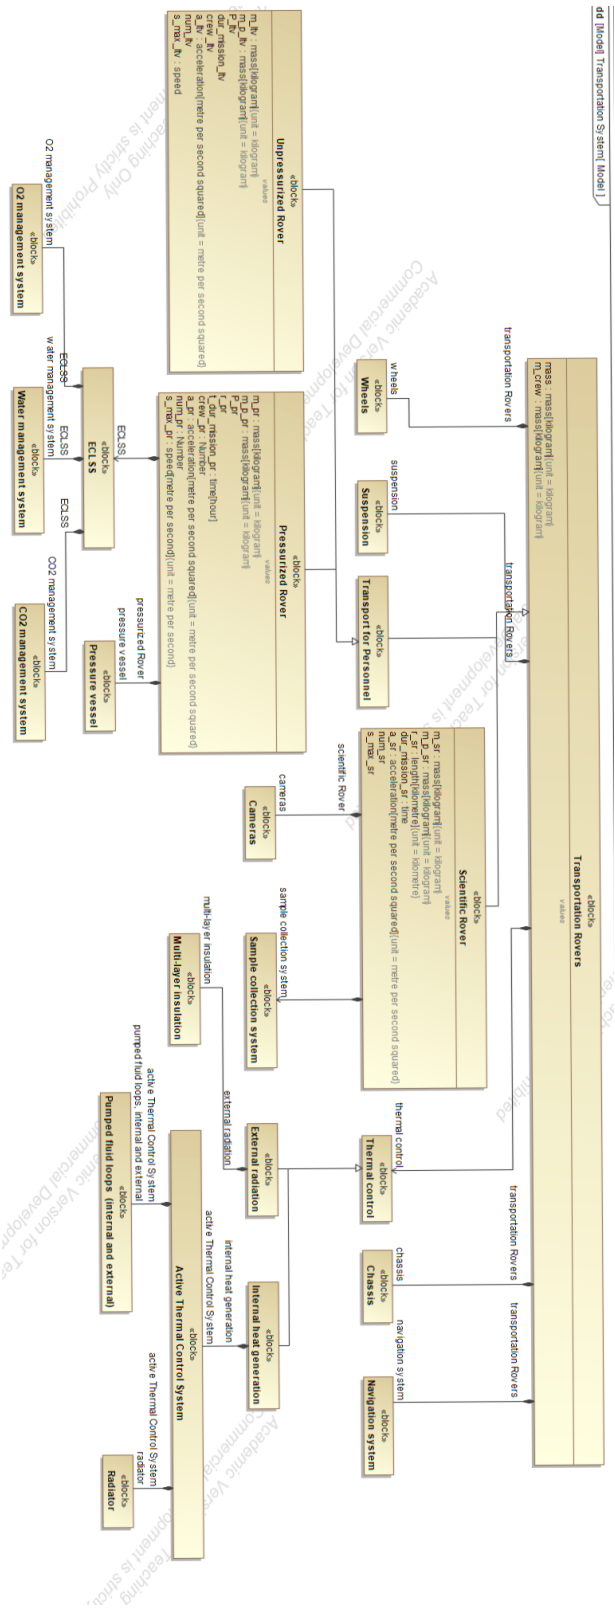 dd [Model] Transportation System[ Model ]
«block»
Transportation Rovers
values
mass : mass[kilogram]{unit = kilogram}
m_crew : mass[kilogram]{unit = kilogram}
transportation Rovers
transportation Rovers
thermal control
transportation Rovers
transportation Rovers
wheels
«block»
Wheels
suspension
«block»
Suspension
«block»
Transport for Personnel
«block»
Scientific Rover
values
m_sr : mass[kilogram]{unit = kilogram}
m_p_sr : mass[kilogram]{unit = kilogram}
r_sr : length[kilometre]{unit = kilometre}
dur_mission_sr : time
a_sr : acceleration[metre per second squared]{unit = metre per second squared}
num_sr
s_max_sr
«block»
Thermal control
chassis
«block»
Chassis
navigation system
«block»
Navigation system
«block»
Unpressurized Rover
values
m_ltv : mass[kilogram]{unit = kilogram}
m_p_ltv : mass[kilogram]{unit = kilogram}
P_ltv
dur_mission_ltv
crew_ltv
a_ltv : acceleration[metre per second squared]{unit = metre per second squared}
num_ltv
s_max_ltv : speed
«block»
Pressurized Rover
values
m_pr : mass[kilogram]{unit = kilogram}
m_p_pr : mass[kilogram]{unit = kilogram}
P_pr
r_pr
t_dur_mission_pr : time[hour]
crew_pr : Number
a_pr : acceleration[metre per second squared]{unit = metre per second squared}
num_pr : Number
s_max_pr : speed[metre per second]{unit = metre per second}
scientific Rover
cameras
«block»
Cameras
sample collection system
«block»
Sample collection system
«block»
External radiation
«block»
Internal heat generation
external radiation
multi-layer insulation
«block»
Multi-layer insulation
internal heat generation
active Thermal Control System
«block»
Active Thermal Control System
ECLSS
«block»
ECLSS
pressurized Rover
pressure vessel
«block»
Pressure vessel
active Thermal Control System
pumped fluid loops, internal and external
«block»
Pumped fluid loops (internal and external)
active Thermal Control System
radiator
«block»
Radiator
ECLSS
O2 management system
«block»
O2 management system
ECLSS
water management system
«block»
Water management system
ECLSS
CO2 management system
«block»
CO2 management system
Academic Version for Teaching Only
Commercial Development is strictly Prohibited